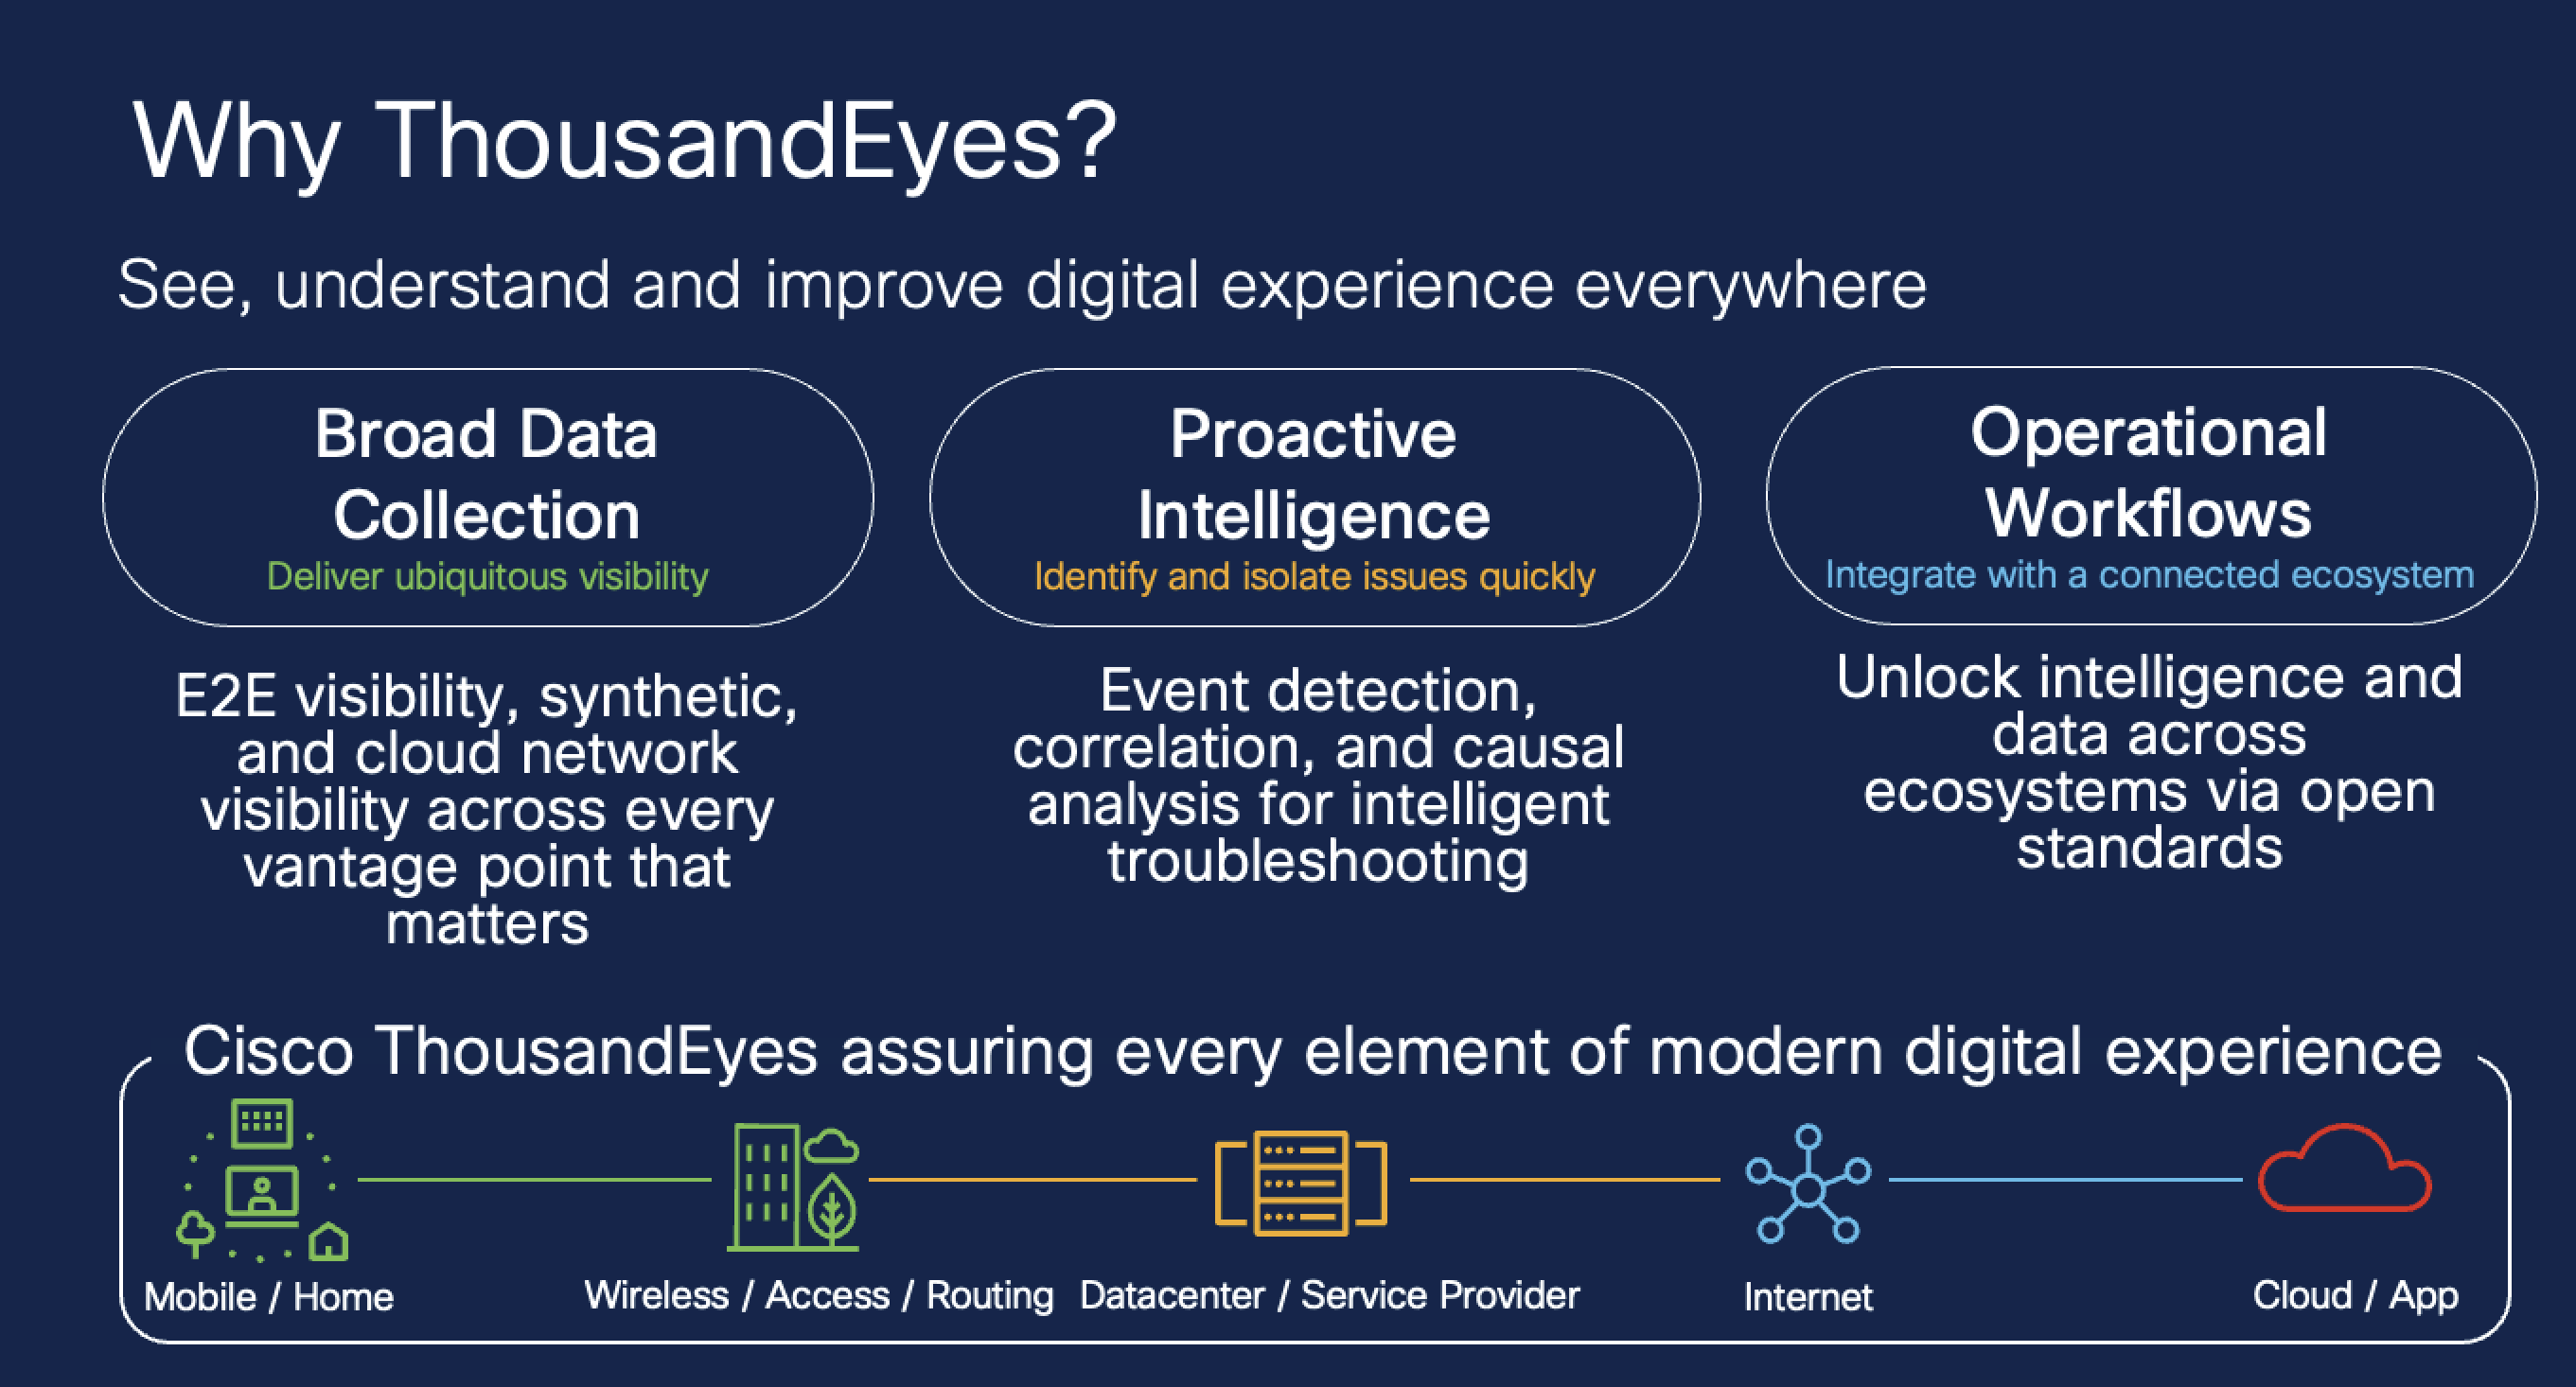 Why ThousandEyes?
See, understand and improve digital experience everywhere
Broad Data
Collection
Deliver ubiquitous visibility
E2E visibility, synthetic,
and cloud network
visibility across every
vantage point that
matters
Proactive
Intelligence
Identify and isolate issues quickly
Event detection,
correlation, and causal
analysis for intelligent
troubleshooting
Operational
Workflows
Integrate with a connected ecosystem
Unlock intelligence and
data across
ecosystems via open
standards
Cisco ThousandEyes assuring every element of modern digital experience
Mobile / Home
Wireless / Access / Routing
Datacenter / Service Provider
Internet
Cloud / App